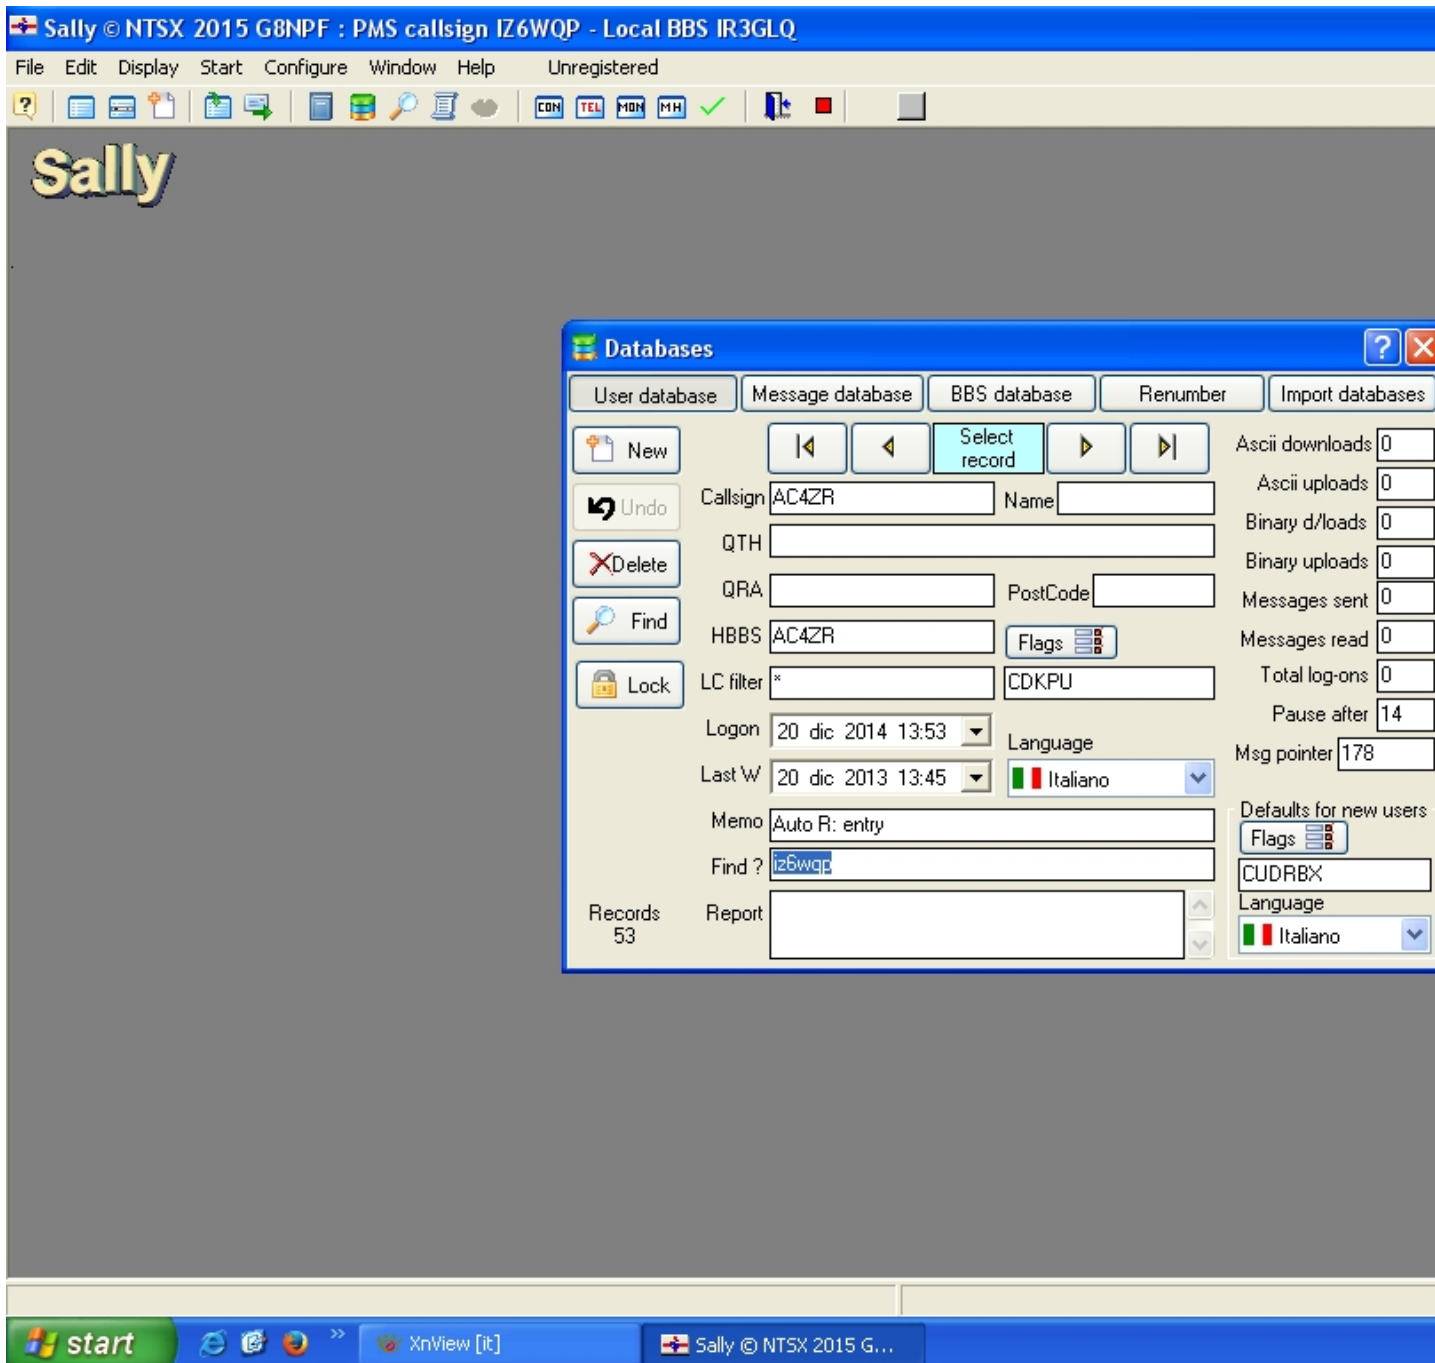 Sally © NTSX 2015 G8NPF : PMS callsign IZ6WQP - Local BBS IR3GLQ
File Edit Display Start Configure Window Help Unregistered
CON TEL MON MH
Sally
Databases
User database Message database BBS database Renumber Import databases
New
Select record
Ascii downloads 0
Undo
Callsign AC4ZR Name
Ascii uploads 0
QTH
Binary d/loads 0
Delete
Binary uploads 0
QRA PostCode
Messages sent 0
Find
HBBS AC4ZR Flags
Messages read 0
Lock
LC filter * CDKPU
Total log-ons 0
Logon 20 dic 2014 13:53
Pause after 14
Language
Msg pointer 178
Last W 20 dic 2013 13:45 Italiano
Memo Auto R: entry
Defaults for new users
Flags
Find ? iz6wqp
CUDRBX
Records 53
Report
Language
Italiano
start XnView [it] Sally © NTSX 2015 G...